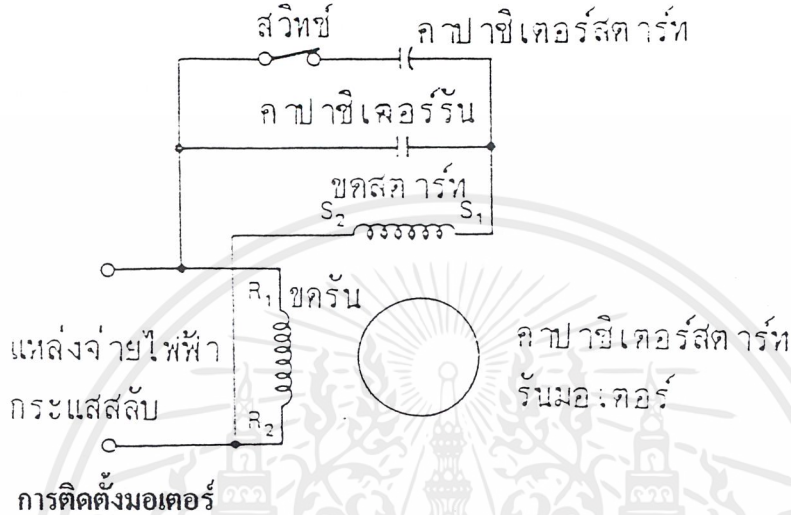 สวิทช์
คาปาซิเตอร์สตาร์ท
คาปาซิเตอร์รัน
ขดสตาร์ท
S₂ S₁
R₁ ขดรัน
แหล่งจ่ายไฟฟ้า
กระแสสลับ
R₂
คาปาซิเตอร์สตาร์ท
รันมอเตอร์
การติดตั้งมอเตอร์